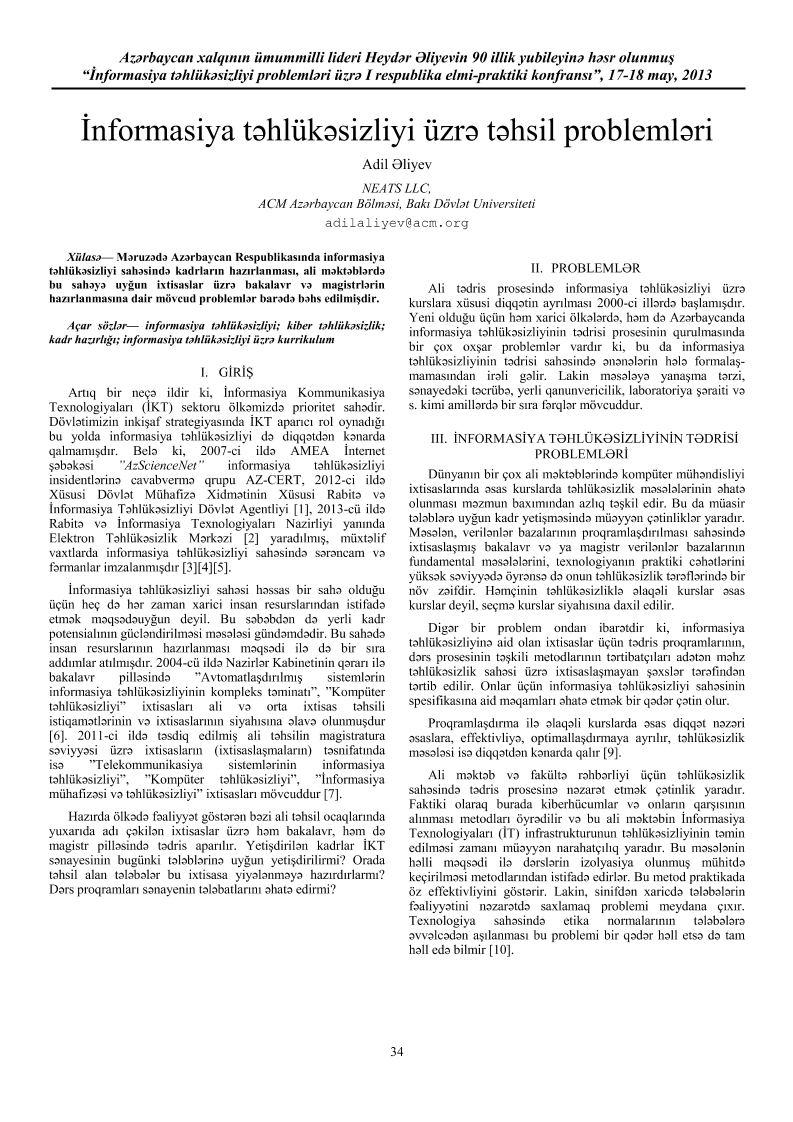 Azərbaycan xalqının ümummilli lideri Heydər Əliyevin 90 illik yubileyinə həsr olunmuş
“İnformasiya təhlükəsizliyi problemləri üzrə I respublika elmi-praktiki konfransı”, 17-18 may, 2013
İnformasiya təhlükəsizliyi üzrə təhsil problemləri
Adil Əliyev
NEATS LLC,
ACM Azərbaycan Bölməsi, Bakı Dövlət Universiteti
adilaliyev@acm.org
Xülasə— Məruzədə Azərbaycan Respublikasında informasiya
təhlükəsizliyi sahəsində kadrların hazırlanması, ali məktəblərdə
bu sahəyə uyğun ixtisaslar üzrə bakalavr və magistrlərin
hazırlanmasına dair mövcud problemlər barədə bəhs edilmişdir.
Açar sözlər— informasiya təhlükəsizliyi; kiber təhlükəsizlik;
kadr hazırlığı; informasiya təhlükəsizliyi üzrə kurrikulum
I. GİRİŞ
Artıq bir neçə ildir ki, İnformasiya Kommunikasiya
Texnologiyaları (İKT) sektoru ölkəmizdə prioritet sahədir.
Dövlətimizin inkişaf strategiyasında İKT aparıcı rol oynadığı
bu yolda informasiya təhlükəsizliyi də diqqətdən kənarda
qalmamışdır. Belə ki, 2007-ci ildə AMEA İnternet
şəbəkəsi ”AzScienceNet” informasiya təhlükəsizliyi
insidentlərinə cavabvermə qrupu AZ-CERT, 2012-ci ildə
Xüsusi Dövlət Mühafizə Xidmətinin Xüsusi Rabitə və
İnformasiya Təhlükəsizliyi Dövlət Agentliyi [1], 2013-cü ildə
Rabitə və İnformasiya Texnologiyaları Nazirliyi yanında
Elektron Təhlükəsizlik Mərkəzi [2] yaradılmış, müxtəlif
vaxtlarda informasiya təhlükəsizliyi sahəsində sərəncam və
fərmanlar imzalanmışdır [3][4][5].
İnformasiya təhlükəsizliyi sahəsi həssas bir sahə olduğu
üçün heç də hər zaman xarici insan resurslarından istifadə
etmək məqsədəuyğun deyil. Bu səbəbdən də yerli kadr
potensialının gücləndirilməsi məsələsi gündəmdədir. Bu sahədə
insan resurslarının hazırlanması məqsədi ilə də bir sıra
addımlar atılmışdır. 2004-cü ildə Nazirlər Kabinetinin qərarı ilə
bakalavr pilləsində ”Avtomatlaşdırılmış sistemlərin
informasiya təhlükəsizliyinin kompleks təminatı”, ”Kompüter
təhlükəsizliyi” ixtisasları ali və orta ixtisas təhsili
istiqamətlərinin və ixtisaslarının siyahısına əlavə olunmuşdur
[6]. 2011-ci ildə təsdiq edilmiş ali təhsilin magistratura
səviyyəsi üzrə ixtisasların (ixtisaslaşmaların) təsnifatında
isə ”Telekommunikasiya sistemlərinin informasiya
təhlükəsizliyi”, ”Kompüter təhlükəsizliyi”, ”İnformasiya
mühafizəsi və təhlükəsizliyi” ixtisasları mövcuddur [7].
Hazırda ölkədə fəaliyyət göstərən bəzi ali təhsil ocaqlarında
yuxarıda adı çəkilən ixtisaslar üzrə həm bakalavr, həm də
magistr pilləsində tədris aparılır. Yetişdirilən kadrlar İKT
sənayesinin bugünki tələblərinə uyğun yetişdirilirmi? Orada
təhsil alan tələbələr bu ixtisasa yiyələnməyə hazırdırlarmı?
Dərs proqramları sənayenin tələbatlarını əhatə edirmi?
II. PROBLEMLƏR
Ali tədris prosesində informasiya təhlükəsizliyi üzrə
kurslara xüsusi diqqətin ayrılması 2000-ci illərdə başlamışdır.
Yeni olduğu üçün həm xarici ölkələrdə, həm də Azərbaycanda
informasiya təhlükəsizliyinin tədrisi prosesinin qurulmasında
bir çox oxşar problemlər vardır ki, bu da informasiya
təhlükəsizliyinin tədrisi sahəsində ənənələrin hələ formalaş-
mamasından irəli gəlir. Lakin məsələyə yanaşma tərzi,
sənayedəki təcrübə, yerli qanunvericilik, laboratoriya şəraiti və
s. kimi amillərdə bir sıra fərqlər mövcuddur.
III. İNFORMASİYA TƏHLÜKƏSİZLİYİNİN TƏDRİSİ
PROBLEMLƏRİ
Dünyanın bir çox ali məktəblərində kompüter mühəndisliyi
ixtisaslarında əsas kurslarda təhlükəsizlik məsələlərinin əhatə
olunması məzmun baxımından azlıq təşkil edir. Bu da müasir
tələblərə uyğun kadr yetişməsində müəyyən çətinliklər yaradır.
Məsələn, verilənlər bazalarının proqramlaşdırılması sahəsində
ixtisaslaşmış bakalavr və ya magistr verilənlər bazalarının
fundamental məsələlərini, texnologiyanın praktiki cəhətlərini
yüksək səviyyədə öyrənsə də onun təhlükəsizlik tərəflərində bir
növ zəifdir. Həmçinin təhlükəsizliklə əlaqəli kurslar əsas
kurslar deyil, seçmə kurslar siyahısına daxil edilir.
Digər bir problem ondan ibarətdir ki, informasiya
təhlükəsizliyinə aid olan ixtisaslar üçün tədris proqramlarının,
dərs prosesinin təşkili metodlarının tərtibatçıları adətən məhz
təhlükəsizlik sahəsi üzrə ixtisaslaşmayan şəxslər tərəfindən
tərtib edilir. Onlar üçün informasiya təhlükəsizliyi sahəsinin
spesifikasına aid məqamları əhatə etmək bir qədər çətin olur.
Proqramlaşdırma ilə əlaqəli kurslarda əsas diqqət nəzəri
əsaslara, effektivliyə, optimallaşdırmaya ayrılır, təhlükəsizlik
məsələsi isə diqqətdən kənarda qalır [9].
Ali məktəb və fakültə rəhbərliyi üçün təhlükəsizlik
sahəsində tədris prosesinə nəzarət etmək çətinlik yaradır.
Faktiki olaraq burada kiberhücumlar və onların qarşısının
alınması metodları öyrədilir və bu ali məktəbin İnformasiya
Texnologiyaları (İT) infrastrukturunun təhlükəsizliyinin təmin
edilməsi zamanı müəyyən narahatçılıq yaradır. Bu məsələnin
həlli məqsədi ilə dərslərin izolyasiya olunmuş mühitdə
keçirilməsi metodlarından istifadə edirlər. Bu metod praktikada
öz effektivliyini göstərir. Lakin, sinifdən xaricdə tələbələrin
fəaliyyətini nəzarətdə saxlamaq problemi meydana çıxır.
Texnologiya sahəsində etika normalarının tələbələrə
əvvəlcədən aşılanması bu problemi bir qədər həll etsə də tam
həll edə bilmir [10].
34